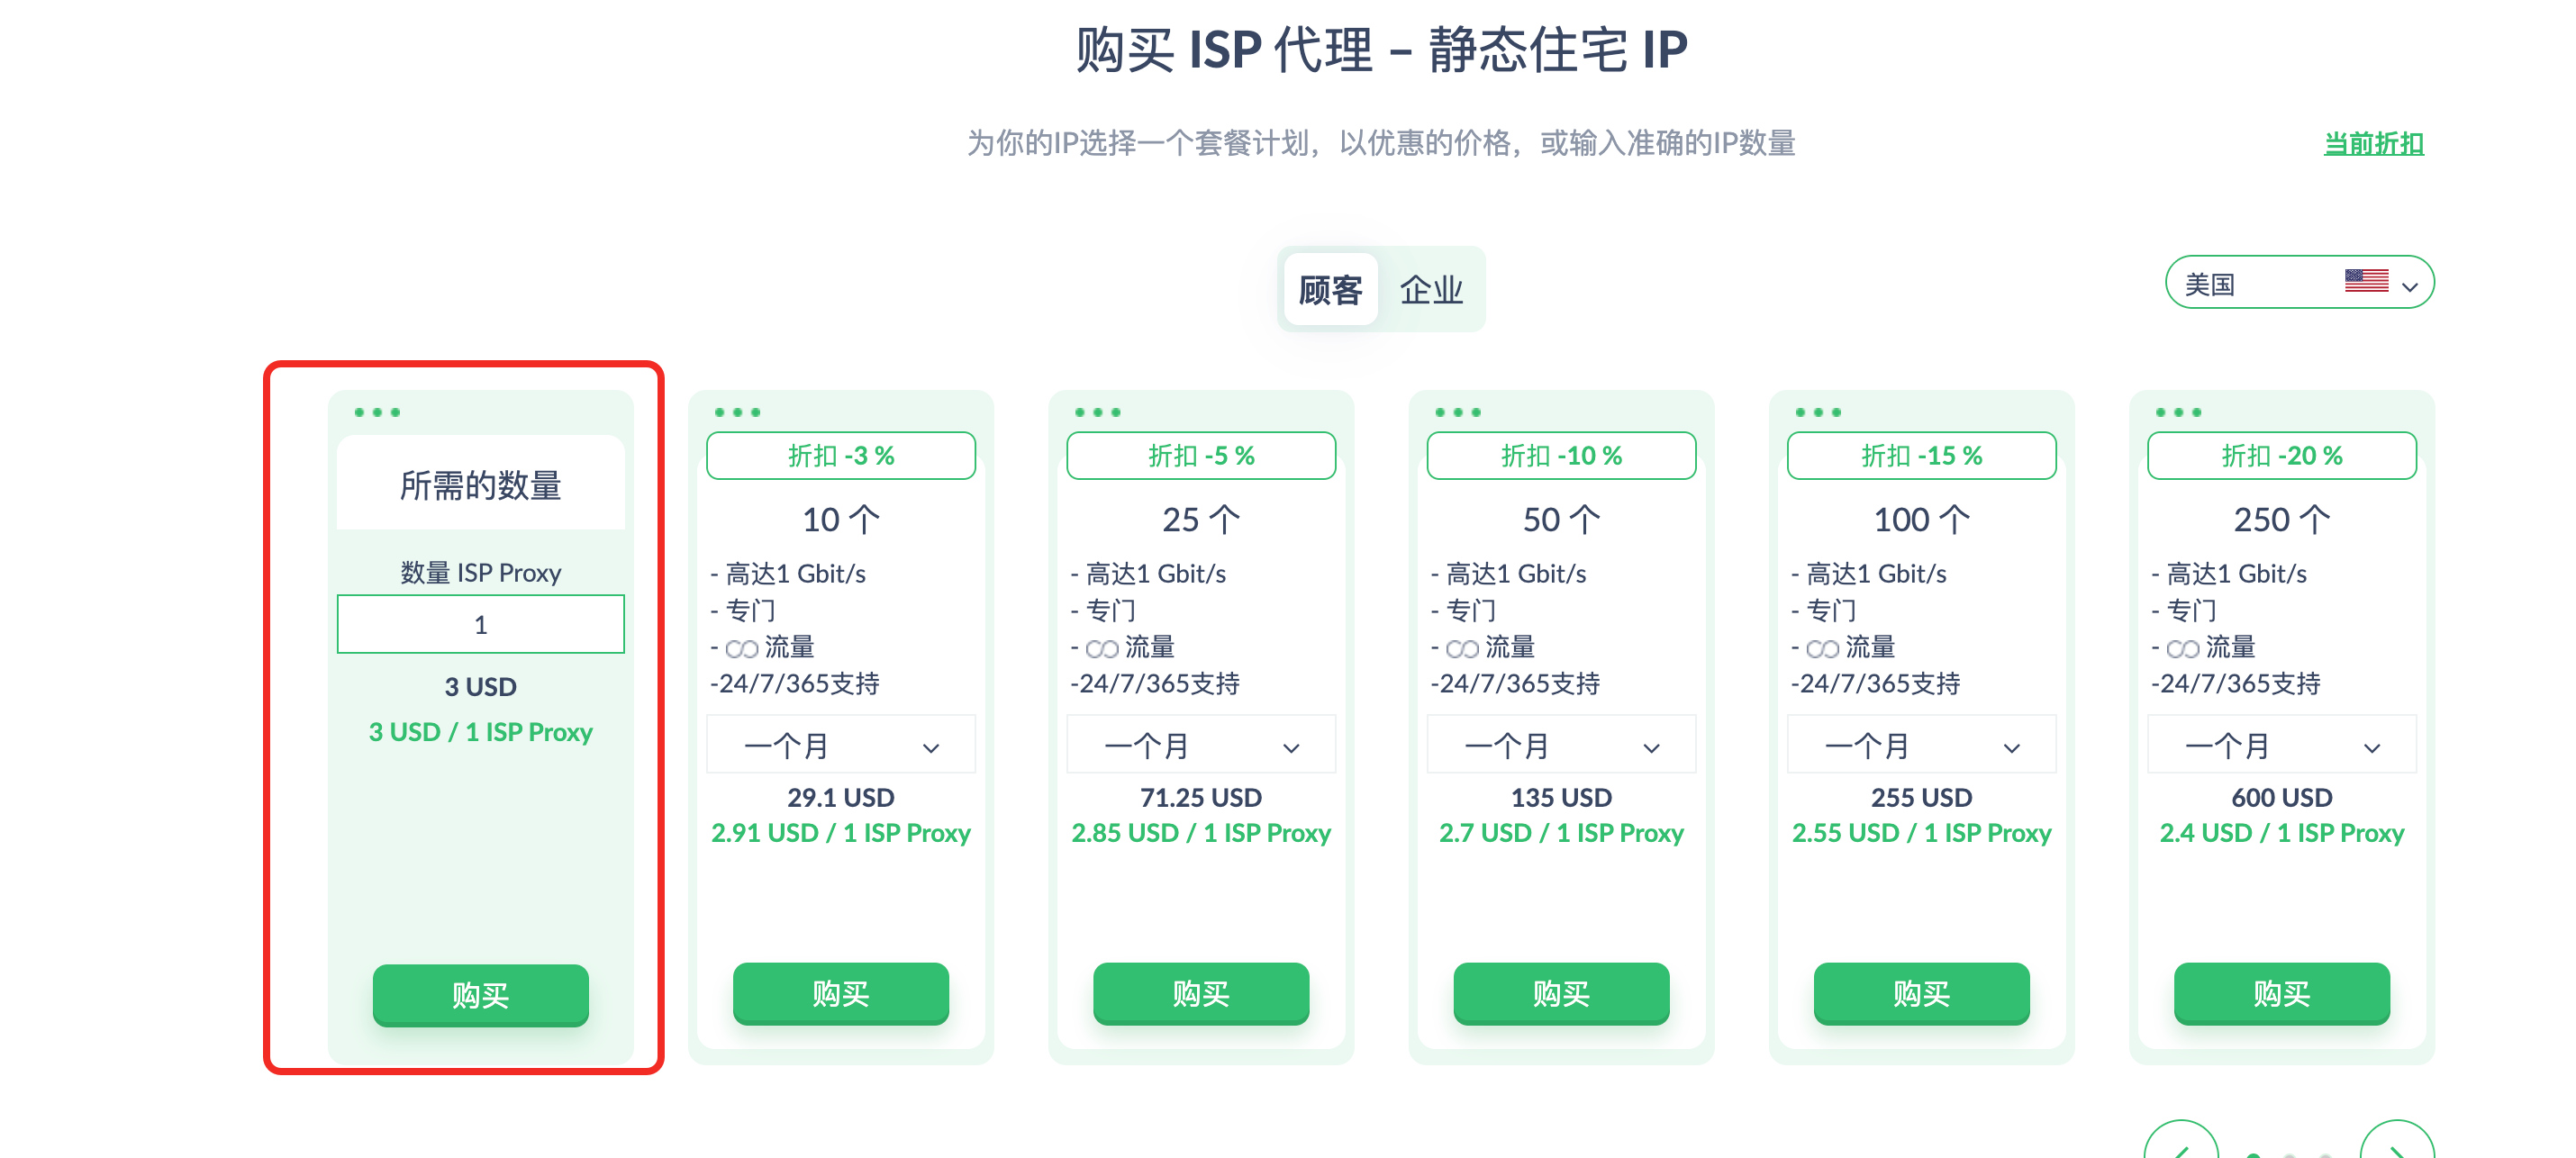 购买 ISP 代理 – 静态住宅 IP
为你的IP选择一个套餐计划，以优惠的价格，或输入准确的IP数量
当前折扣
顾客 企业
美国
所需的数量
数量 ISP Proxy
1
3 USD
3 USD / 1 ISP Proxy
购买
折扣 -3 %
10 个
- 高达1 Gbit/s
- 专门
- ∞ 流量
-24/7/365支持
一个月
29.1 USD
2.91 USD / 1 ISP Proxy
购买
折扣 -5 %
25 个
- 高达1 Gbit/s
- 专门
- ∞ 流量
-24/7/365支持
一个月
71.25 USD
2.85 USD / 1 ISP Proxy
购买
折扣 -10 %
50 个
- 高达1 Gbit/s
- 专门
- ∞ 流量
-24/7/365支持
一个月
135 USD
2.7 USD / 1 ISP Proxy
购买
折扣 -15 %
100 个
- 高达1 Gbit/s
- 专门
- ∞ 流量
-24/7/365支持
一个月
255 USD
2.55 USD / 1 ISP Proxy
购买
折扣 -20 %
250 个
- 高达1 Gbit/s
- 专门
- ∞ 流量
-24/7/365支持
一个月
600 USD
2.4 USD / 1 ISP Proxy
购买